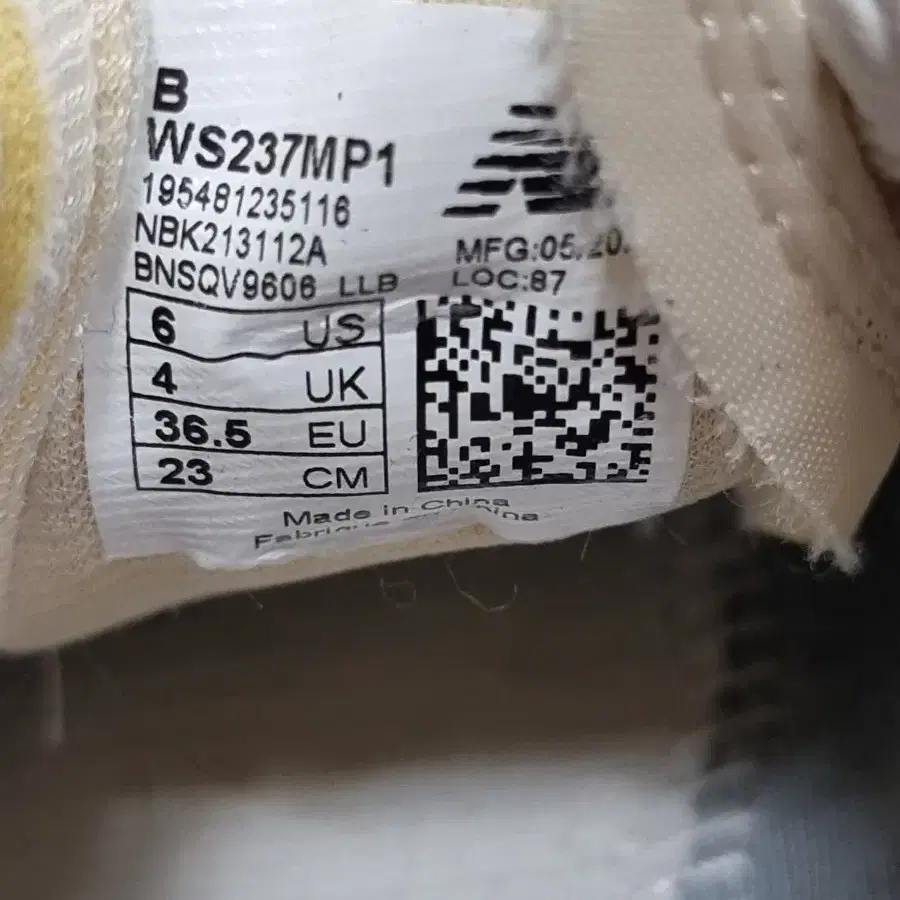 B
WS237MP1
195481235116
NBK213112A
BNSQV9606 LLB
MFG:05.20.
LOC:87
6 US
4 UK
36.5 EU
23 CM
Made in China